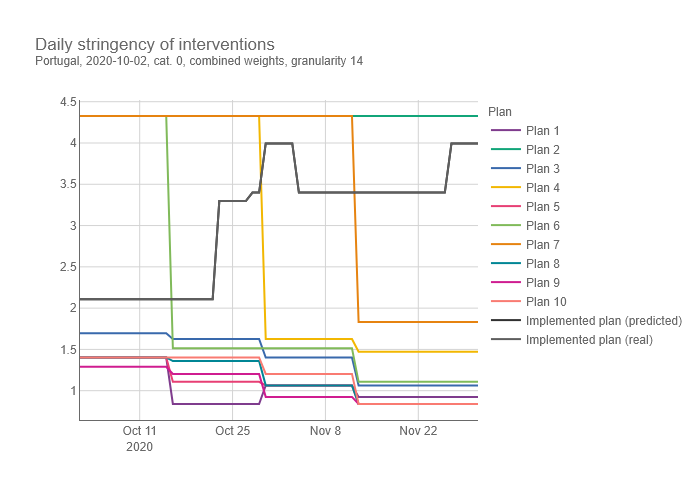 Daily stringency of interventions
Portugal, 2020-10-02, cat. 0, combined weights, granularity 14
4.5
4
3.5
3
2.5
2
1.5
1
Oct 11
2020
Oct 25
Nov 8
Nov 22
Plan
Plan 1
Plan 2
Plan 3
Plan 4
Plan 5
Plan 6
Plan 7
Plan 8
Plan 9
Plan 10
Implemented plan (predicted)
Implemented plan (real)